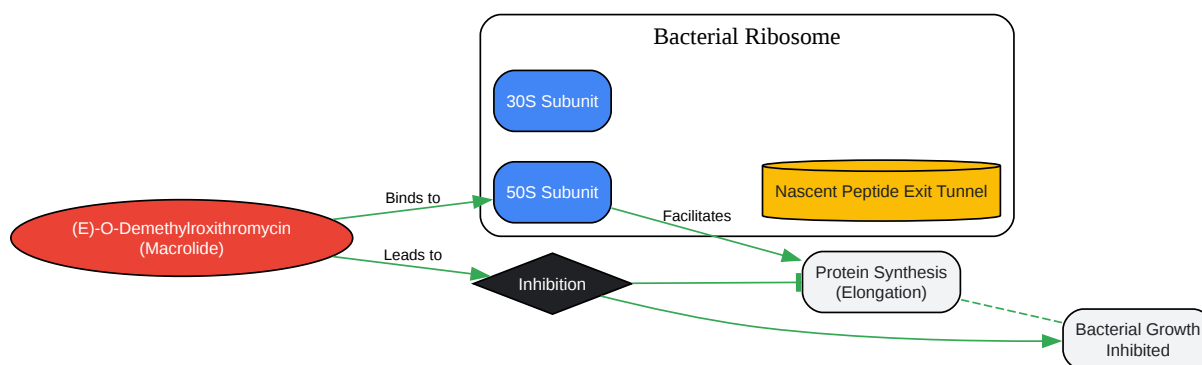 Bacterial Ribosome
30S Subunit
50S Subunit
Nascent Peptide Exit Tunnel
(E)-O-Demethylroxithromycin
(Macrolide)
Binds to
Leads to
Facilitates
Inhibition
Protein Synthesis
(Elongation)
Bacterial Growth
Inhibited